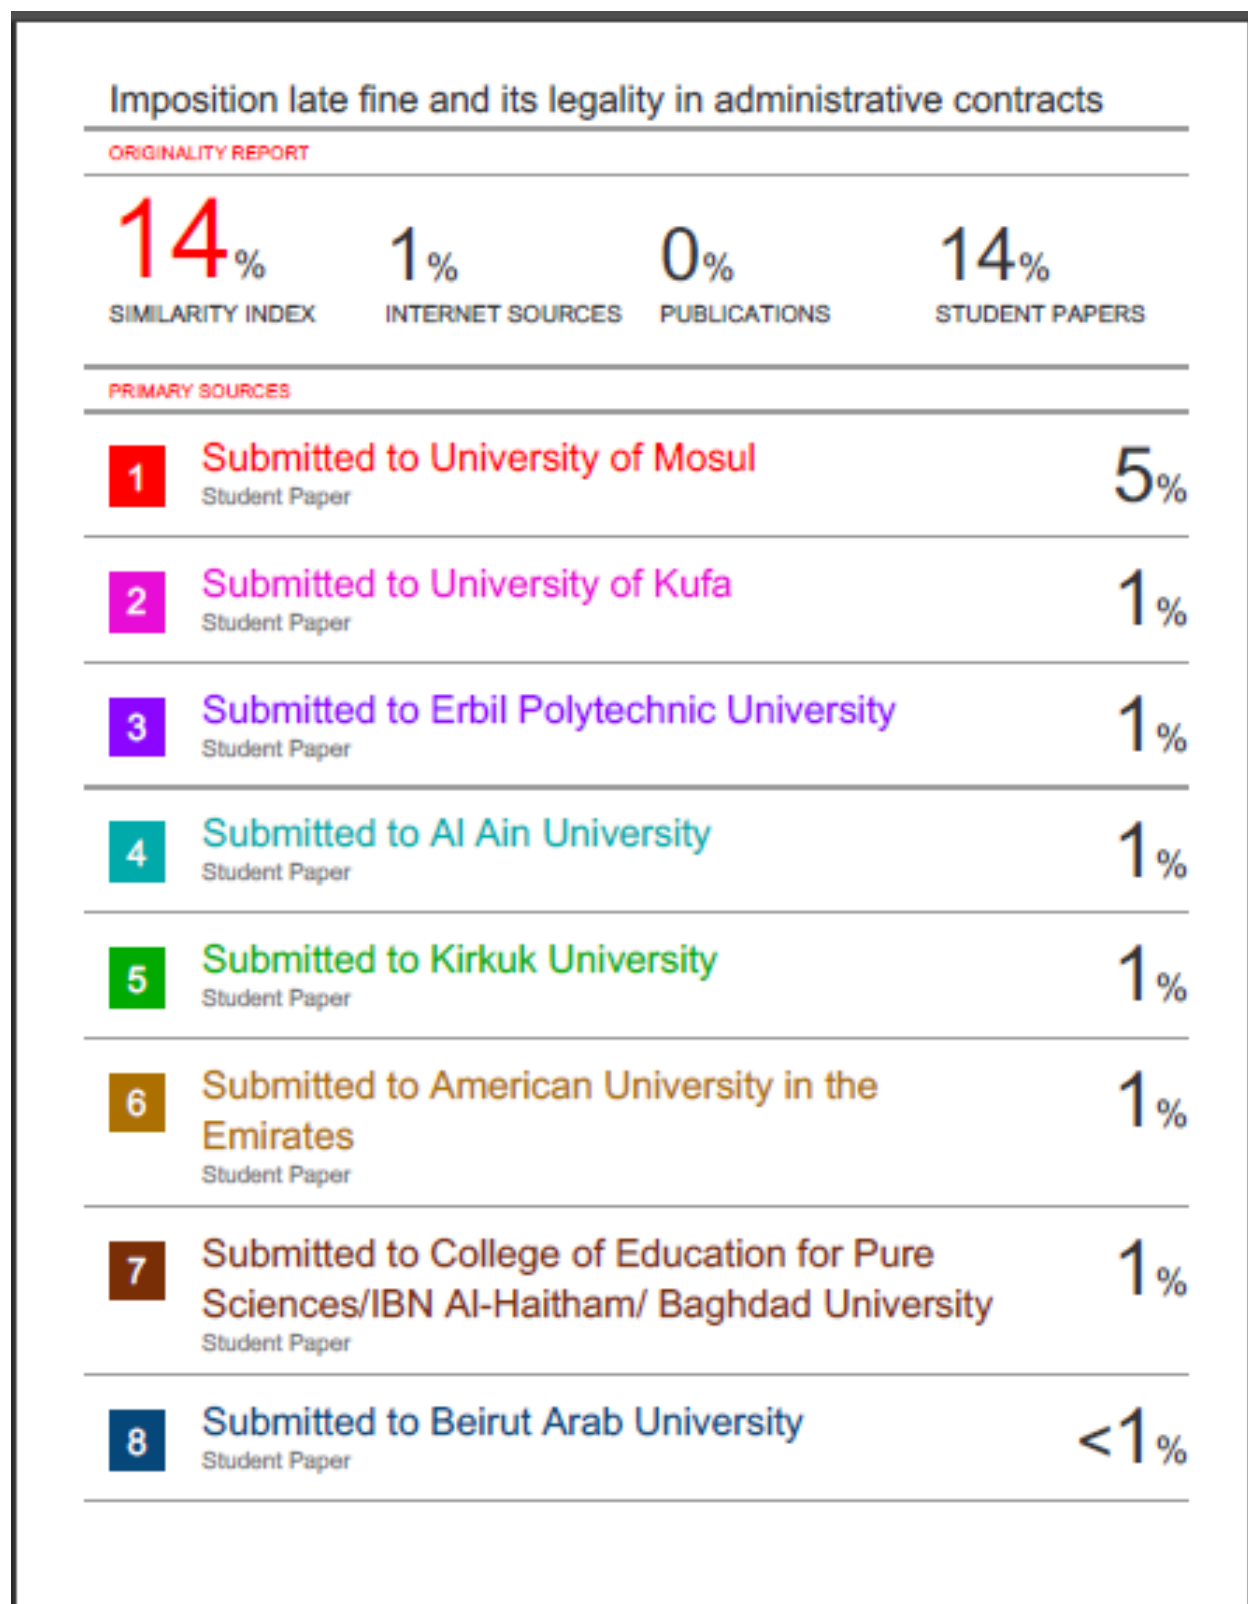 Imposition late fine and its legality in administrative contracts
ORIGINALITY REPORT
14% 1% 0% 14%
SIMILARITY INDEX INTERNET SOURCES PUBLICATIONS STUDENT PAPERS
PRIMARY SOURCES
1 Submitted to University of Mosul 5%
Student Paper
2 Submitted to University of Kufa 1%
Student Paper
3 Submitted to Erbil Polytechnic University 1%
Student Paper
4 Submitted to Al Ain University 1%
Student Paper
5 Submitted to Kirkuk University 1%
Student Paper
6 Submitted to American University in the 1%
Emirates
Student Paper
7 Submitted to College of Education for Pure 1%
Sciences/IBN Al-Haitham/ Baghdad University
Student Paper
8 Submitted to Beirut Arab University <1%
Student Paper